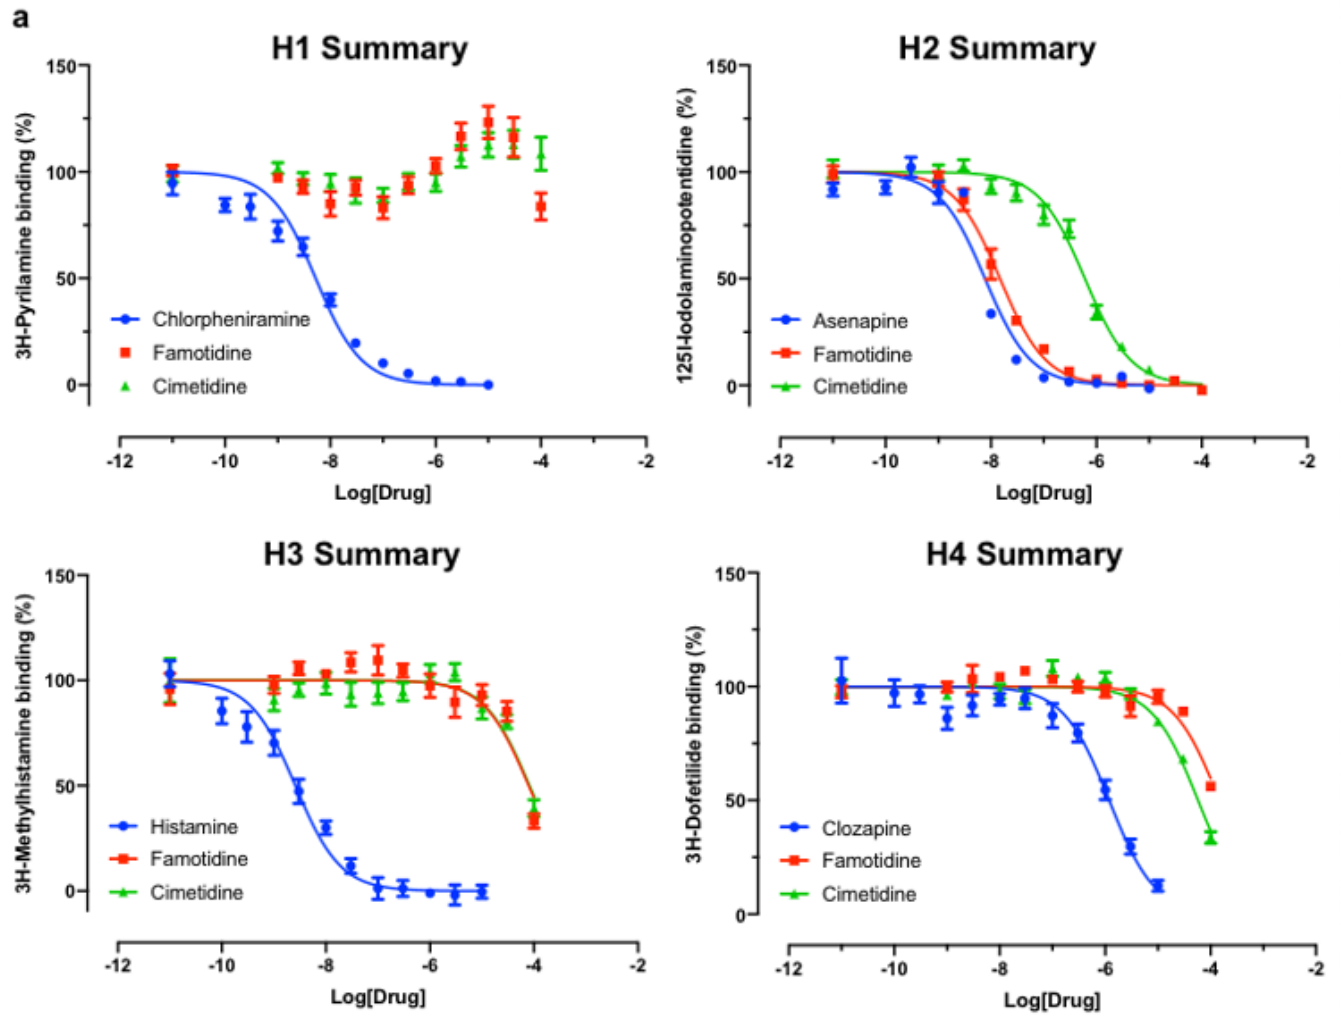 a
H1 Summary
150
100
50
0
3H-Pyrilamine binding (%)
Chlorpheniramine
Famotidine
Cimetidine
-12
-10
-8
-6
-4
-2
Log[Drug]
H2 Summary
150
100
50
0
125I-Iodolaminopotentidine (%)
Asenapine
Famotidine
Cimetidine
-12
-10
-8
-6
-4
-2
Log[Drug]
H3 Summary
150
100
50
0
3H-Methylhistamine binding (%)
Histamine
Famotidine
Cimetidine
-12
-10
-8
-6
-4
-2
Log[Drug]
H4 Summary
150
100
50
0
3H-Dofetilide binding (%)
Clozapine
Famotidine
Cimetidine
-12
-10
-8
-6
-4
-2
Log[Drug]